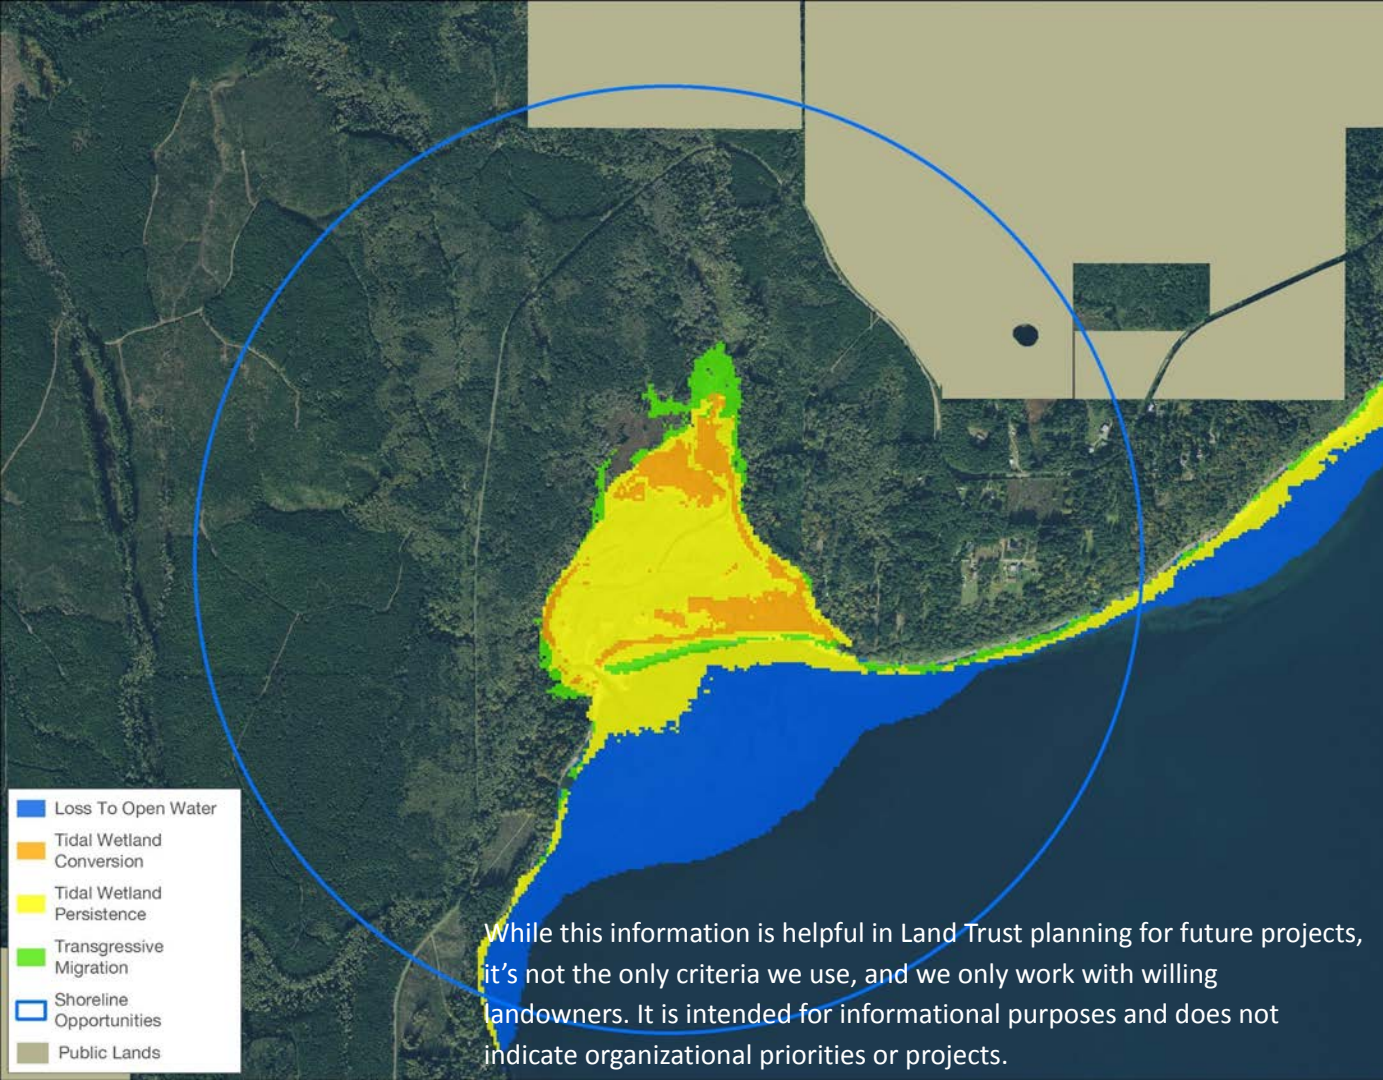 Loss To Open Water
Tidal Wetland
Conversion
Tidal Wetland
Persistence
Transgressive
Migration
Shoreline
Opportunities
Public Lands
While this information is helpful in Land Trust planning for future projects,
it’s not the only criteria we use, and we only work with willing
landowners. It is intended for informational purposes and does not
indicate organizational priorities or projects.